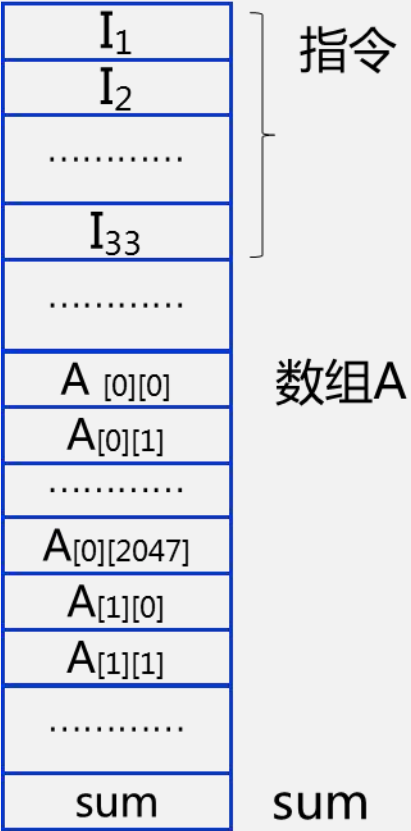 I₁ 指令
I₂
…………
I₃₃
…………
A [0][0] 数组A
A[0][1]
…………
A[0][2047]
A[1][0]
A[1][1]
…………
sum sum